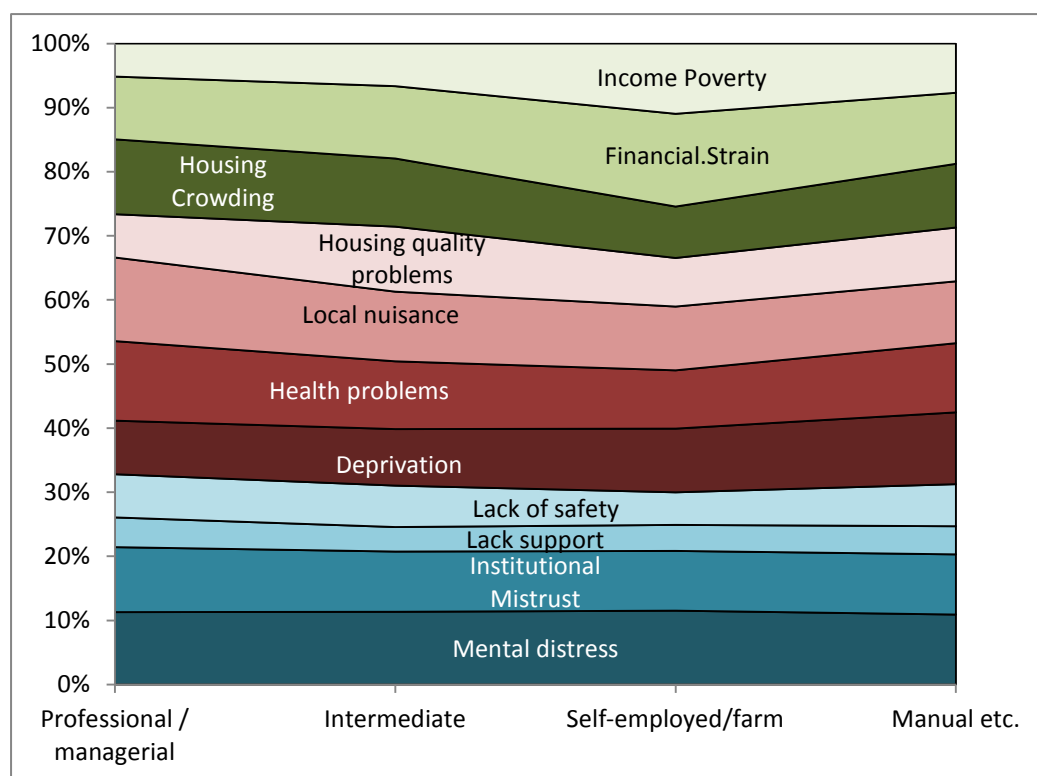 100%
90%
80%
70%
60%
50%
40%
30%
20%
10%
0%
Income Poverty
Financial.Strain
Housing
Crowding
Housing quality
problems
Local nuisance
Health problems
Deprivation
Lack of safety
Lack support
Institutional
Mistrust
Mental distress
Professional /
managerial
Intermediate
Self-employed/farm
Manual etc.